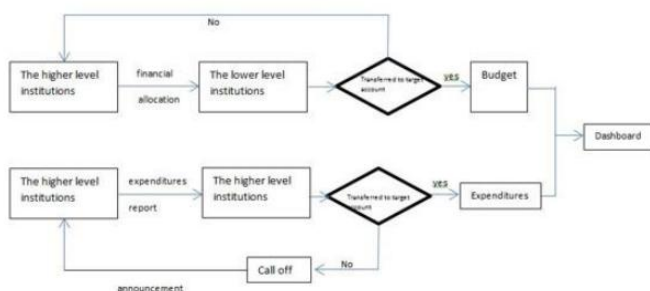 No
The higher level
institutions
financial
allocation
The lower level
institutions
Transferred to target
account
yes
Budget
Dashboard
The higher level
institutions
expenditures
report
The higher level
institutions
Transferred to target
account
yes
Expenditures
No
Call off
announcement